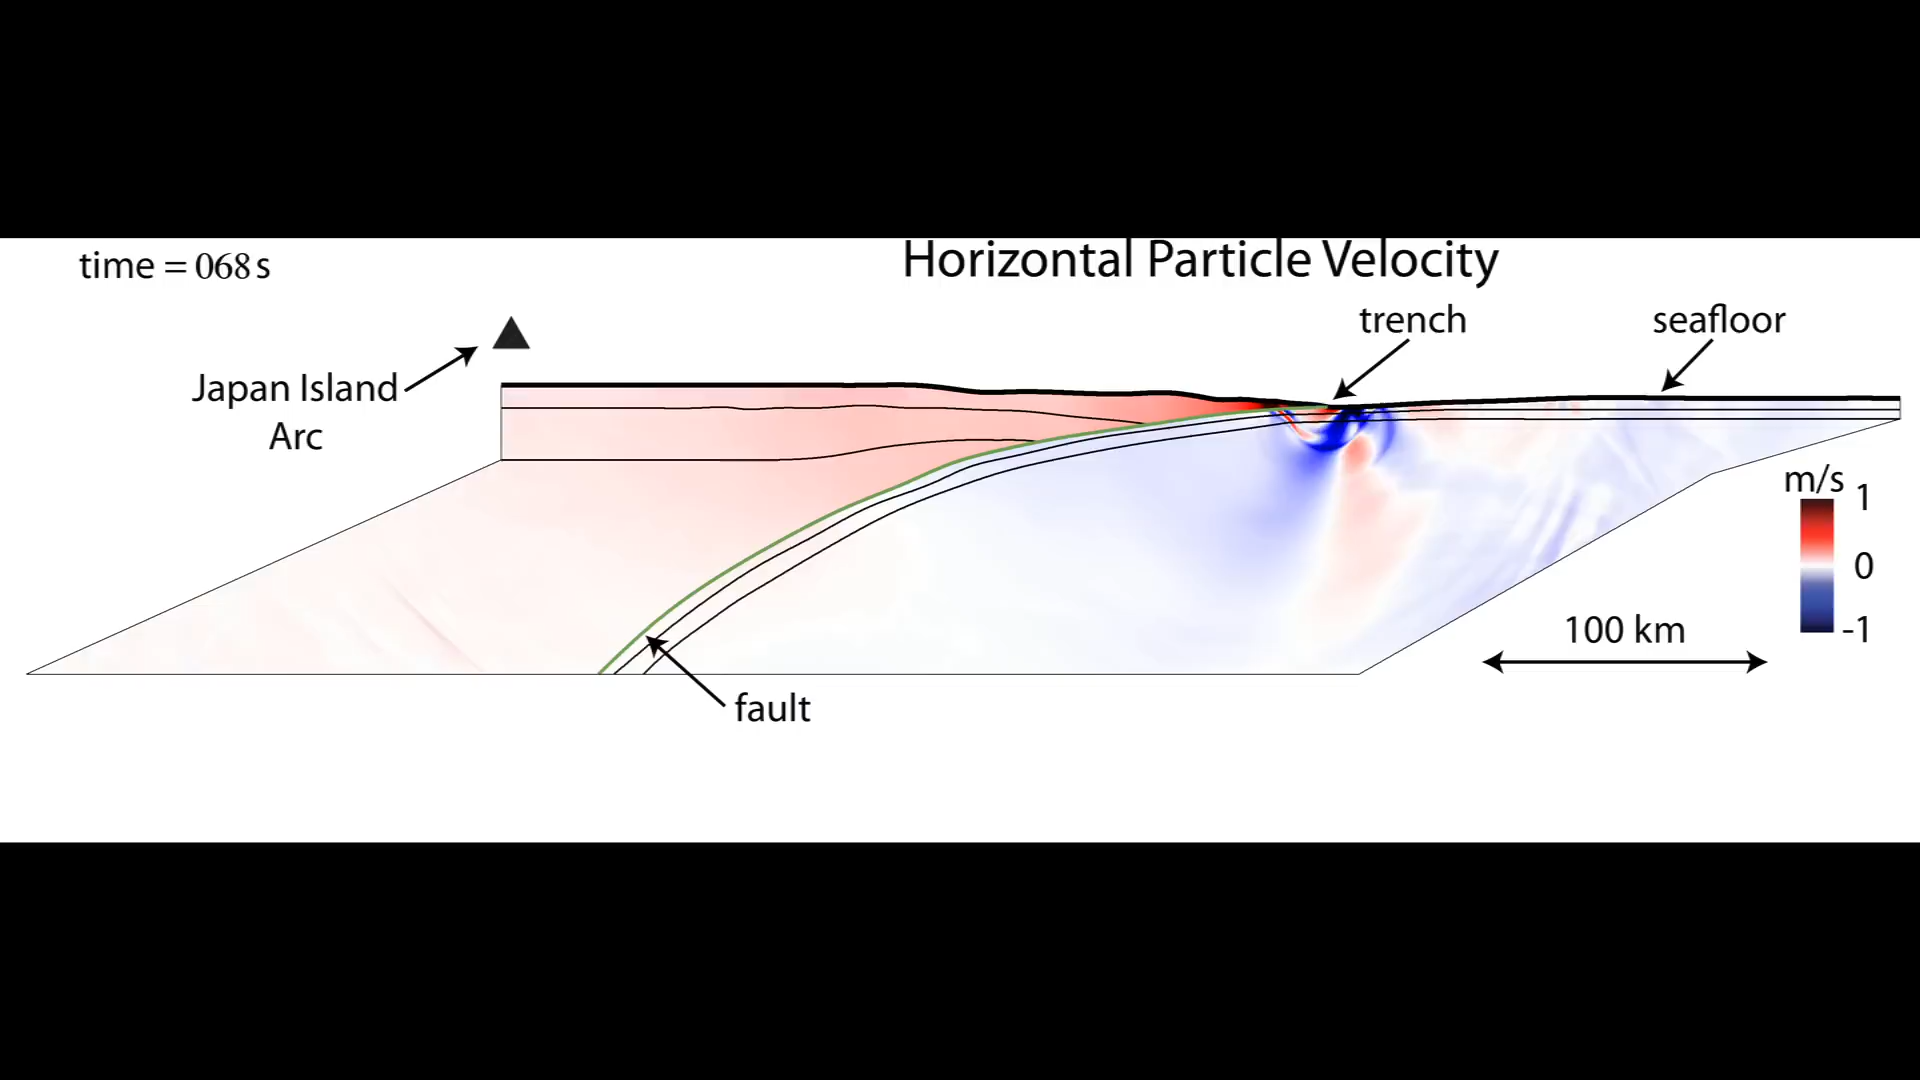 Horizontal Particle Velocity
time = 068 s
trench
seafloor
Japan Island
Arc
m/s
1
0
-1
100 km
fault